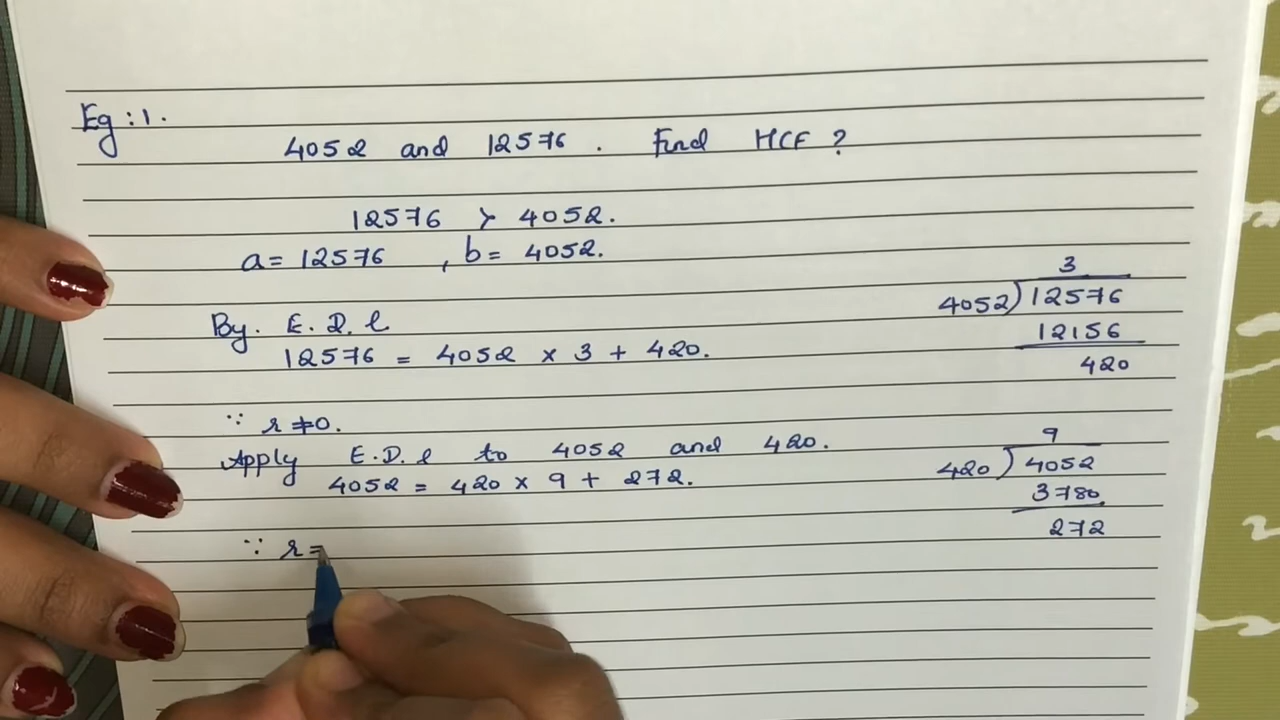 Eg:1.
4052 and 12576 . Find HCF ?
12576 > 4052.
a= 12576 , b= 4052.
By. E. D. l
12576 = 4052 × 3 + 420.
3
4052)12576
12156
420
∵ r ≠0.
Apply E.D.l to 4052 and 420.
4052 = 420 × 9 + 272.
9
420)4052
3780
272
∵ r =